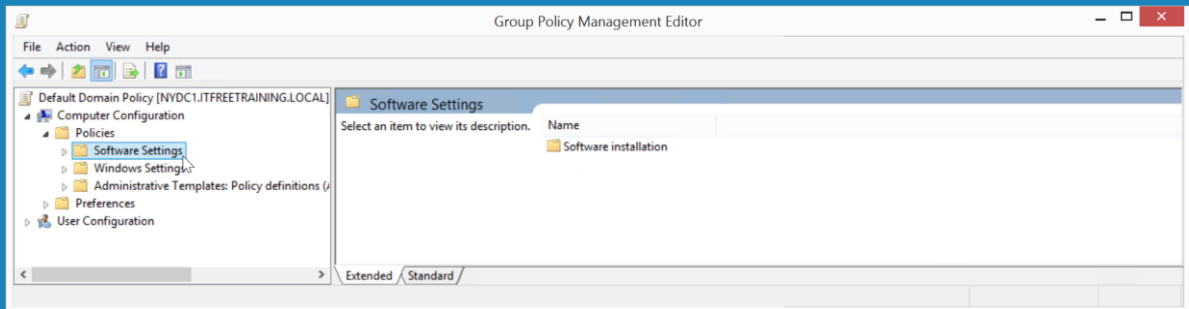 Group Policy Management Editor
File Action View Help
Default Domain Policy [NYDC1.ITFREETRAINING.LOCAL]
Computer Configuration
Policies
Software Settings
Windows Settings
Administrative Templates: Policy definitions (
Preferences
User Configuration
Software Settings
Select an item to view its description.
Name
Software installation
Extended Standard